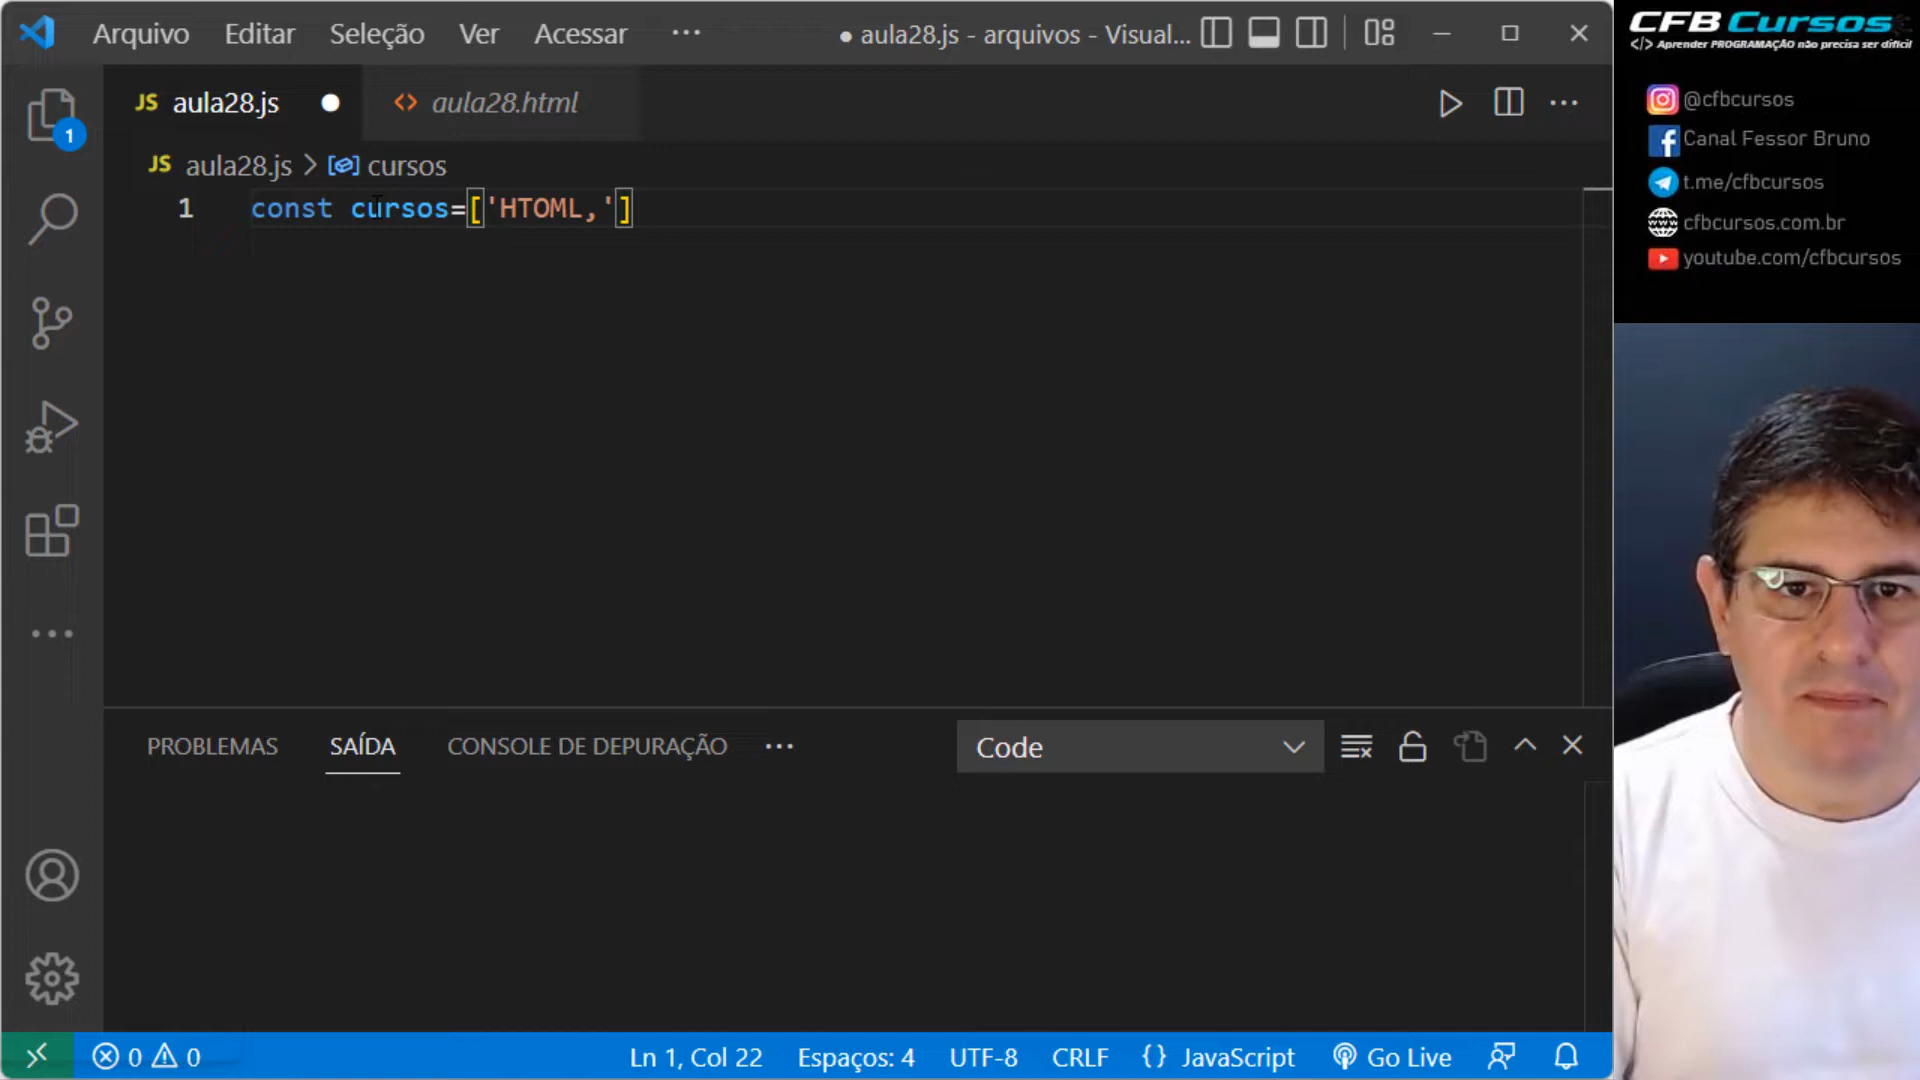 Arquivo Editar Seleção Ver Acessar ··· ● aula28.js - arquivos - Visual...
JS aula28.js ● <> aula28.html
1
JS aula28.js > cursos
1 const cursos=['HTOML,']
PROBLEMAS SAÍDA CONSOLE DE DEPURAÇÃO ··· Code
0 0 Ln 1, Col 22 Espaços: 4 UTF-8 CRLF {} JavaScript Go Live
CFB Cursos
</> Aprender PROGRAMAÇÃO não precisa ser difícil
@cfbcursos
Canal Fessor Bruno
t.me/cfbcursos
cfbcursos.com.br
youtube.com/cfbcursos